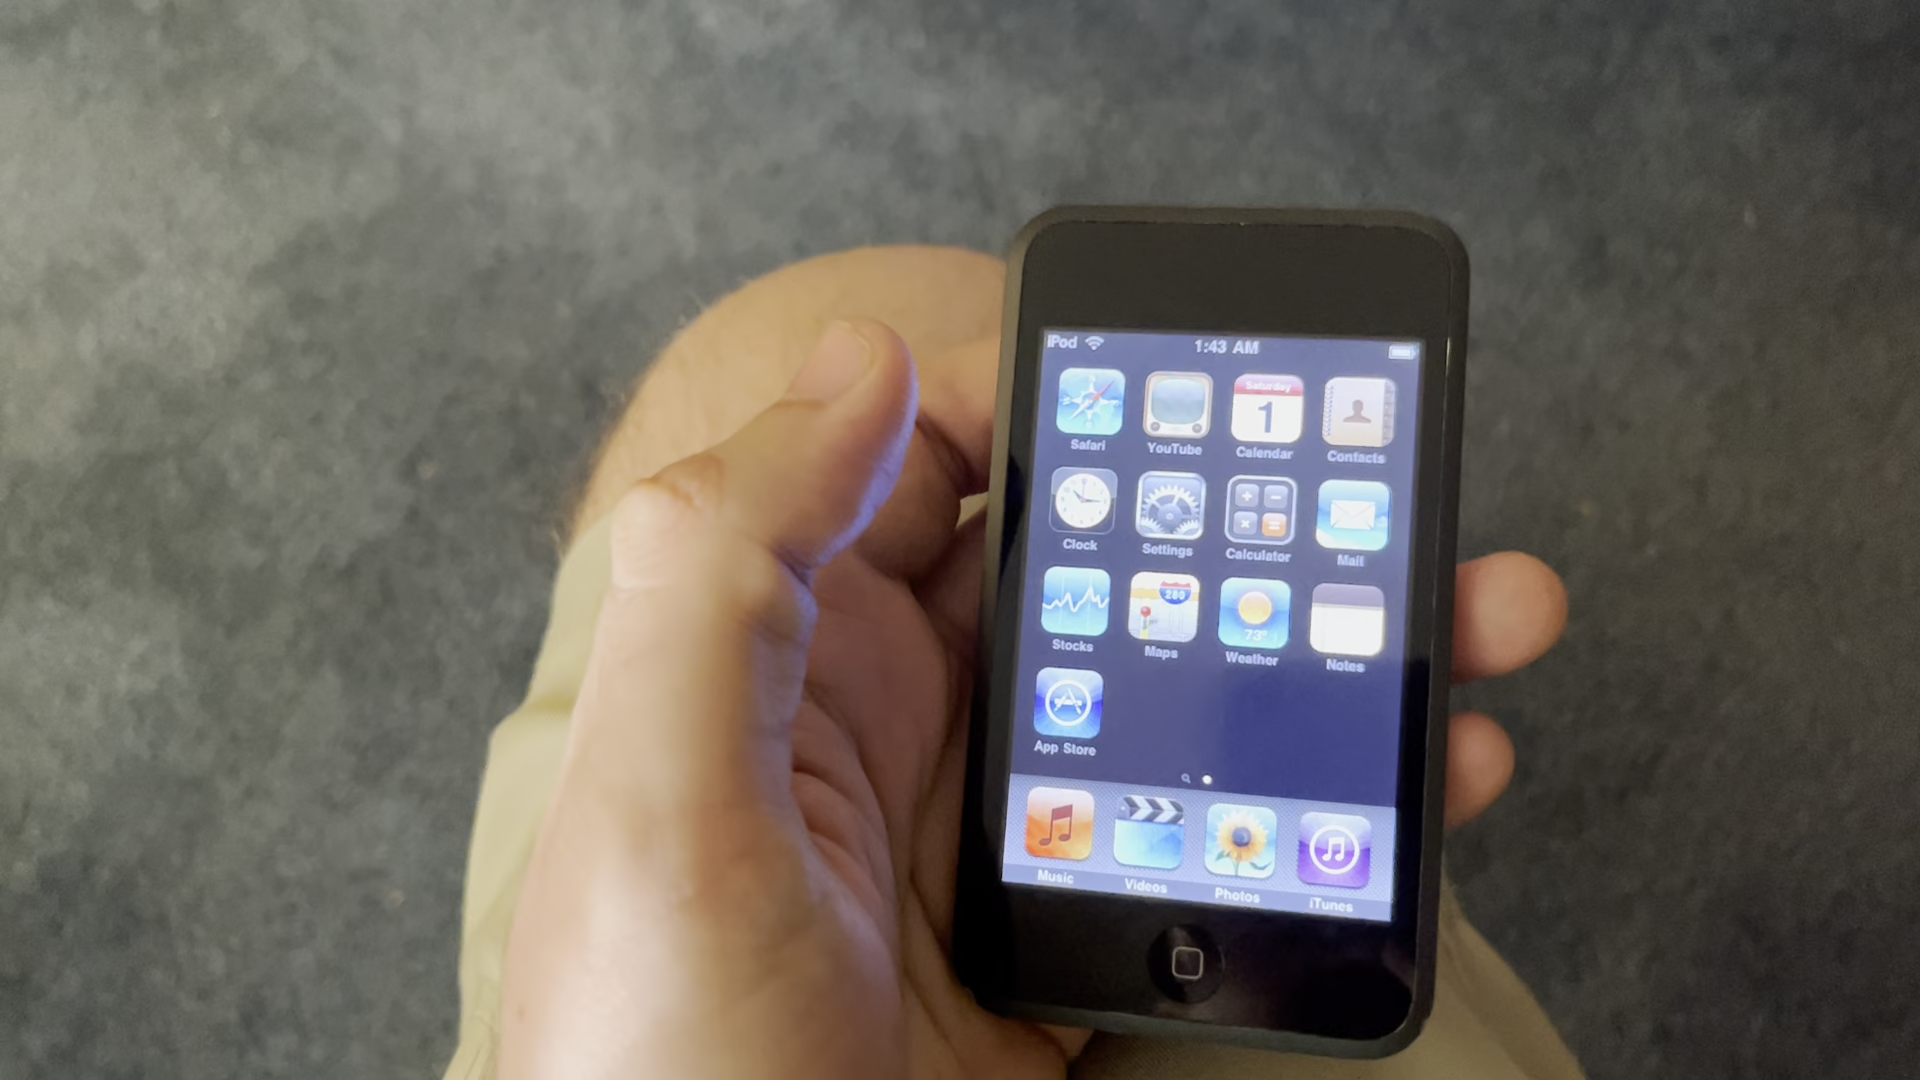 iPod 1:43 AM
Saturday
1
Safari YouTube Calendar Contacts
Clock Settings Calculator Mail
280
73°
Stocks Maps Weather Notes
App Store
Music Videos Photos iTunes